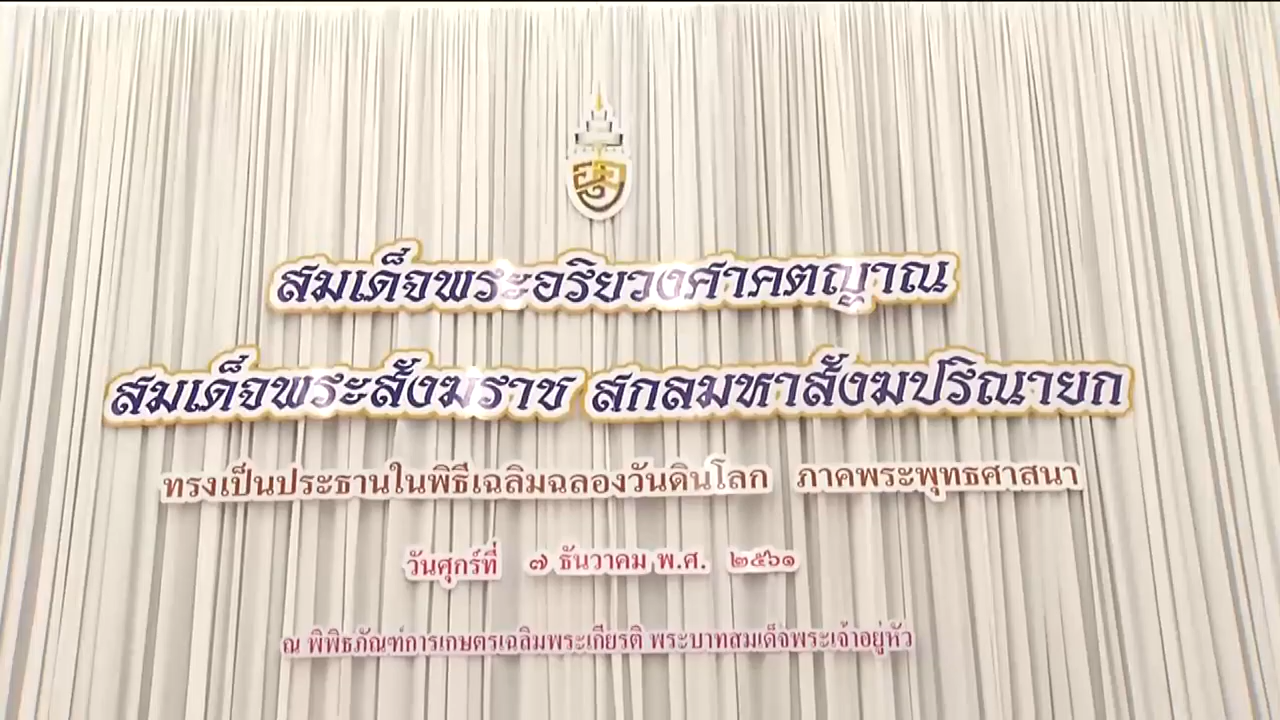 สมเด็จพระอริยวงศาคตญาณ
สมเด็จพระสังฆราช สกลมหาสังฆปริณายก
ทรงเป็นประธานในพิธีเฉลิมฉลองวันดินโลก ภาคพระพุทธศาสนา
วันศุกร์ที่ ๗ ธันวาคม พ.ศ. ๒๕๖๑
ณ พิพิธภัณฑ์การเกษตรเฉลิมพระเกียรติ พระบาทสมเด็จพระเจ้าอยู่หัว